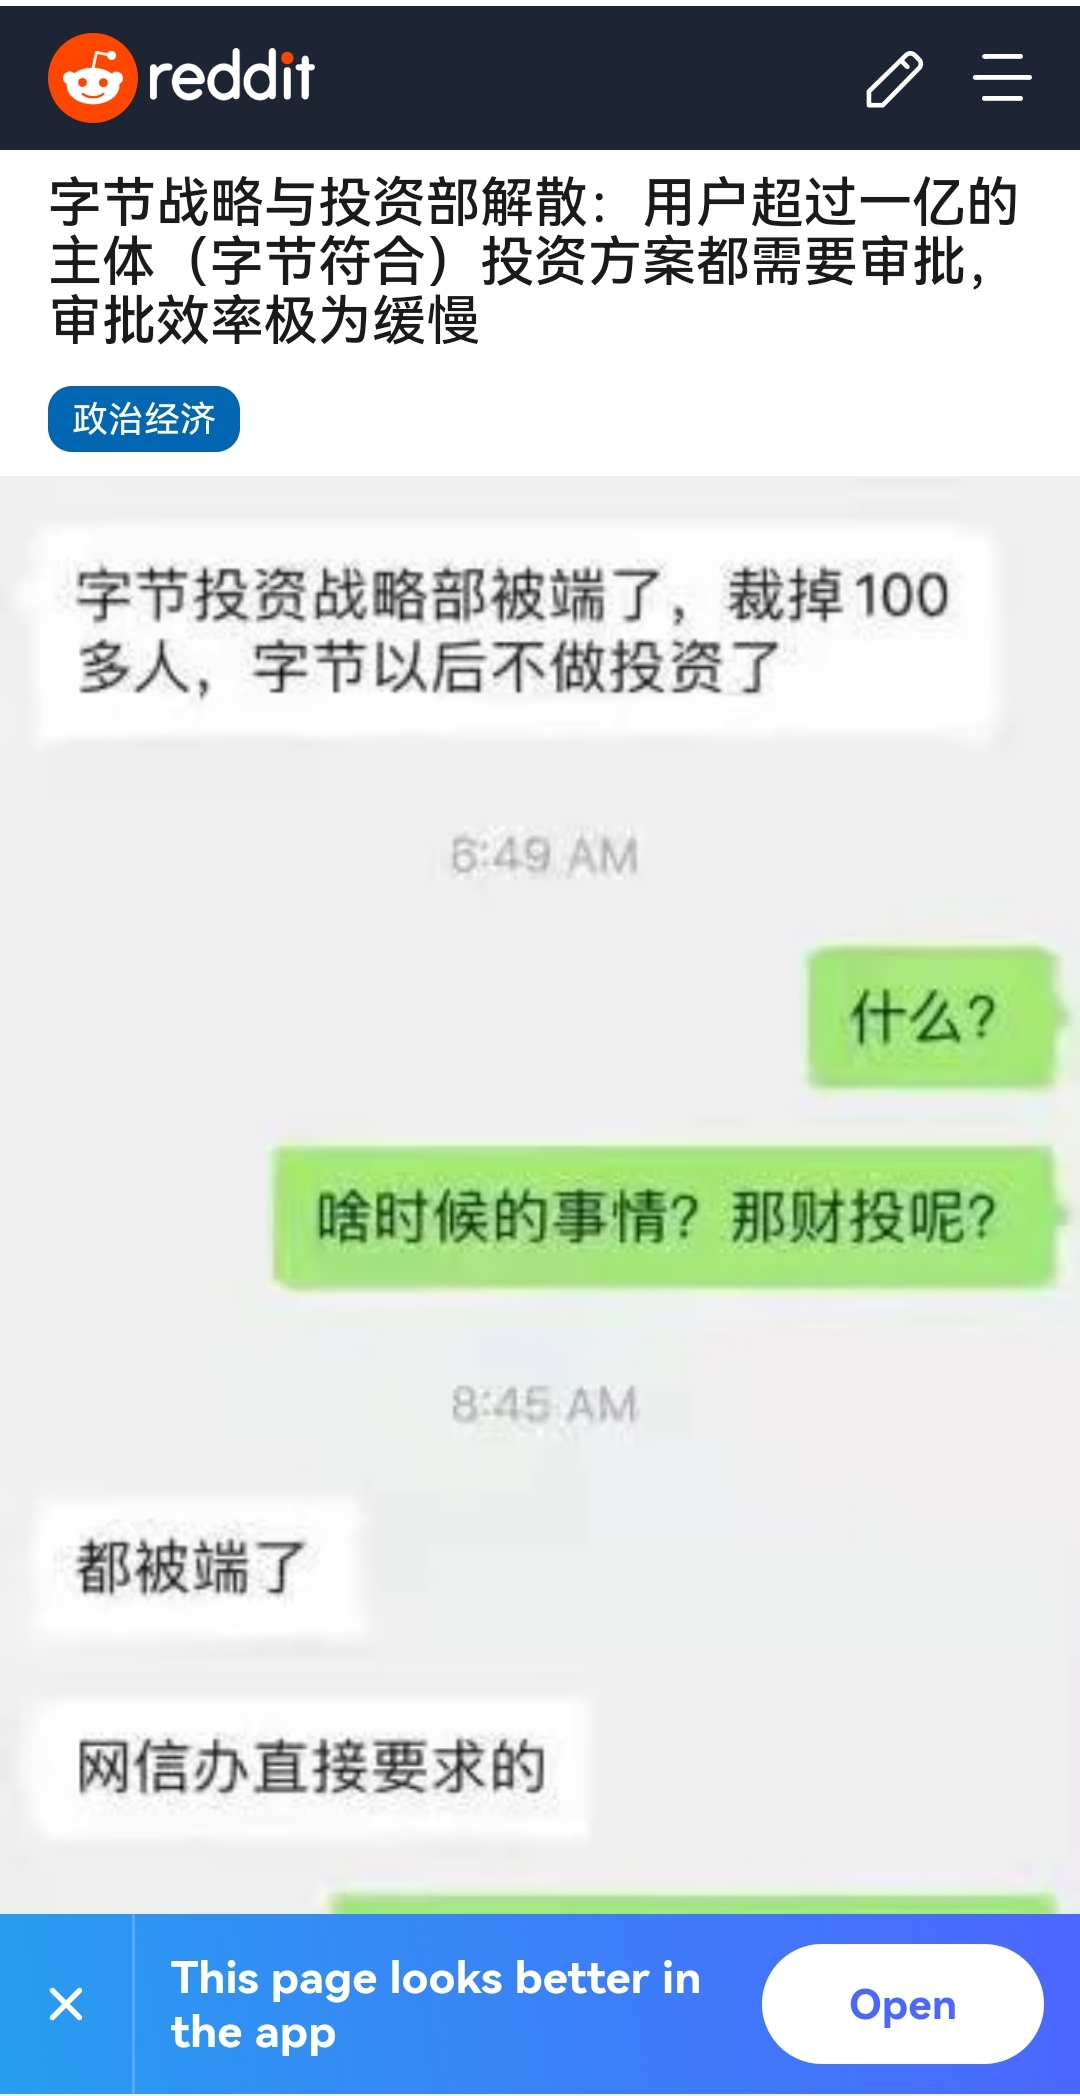 reddit
字节战略与投资部解散：用户超过一亿的
主体（字节符合）投资方案都需要审批，
审批效率极为缓慢
政治经济
字节投资战略部被端了，裁掉100
多人，字节以后不做投资了
6:49 AM
什么?
啥时候的事情? 那财投呢?
8:45 AM
都被端了
网信办直接要求的
This page looks better in
the app
Open